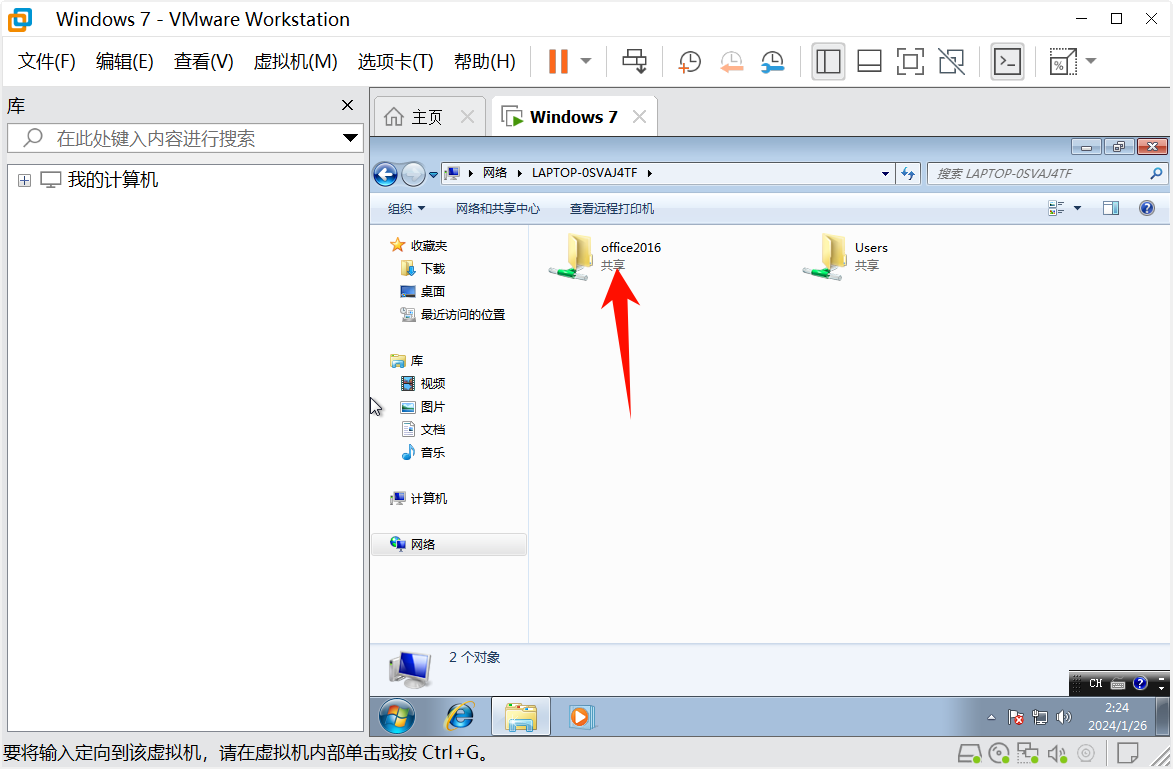 Windows 7 - VMware Workstation
文件(F) 编辑(E) 查看(V) 虚拟机(M) 选项卡(T) 帮助(H)
库
在此处键入内容进行搜索
我的计算机
主页
Windows 7
网络 LAPTOP-0SVAJ4TF
搜索 LAPTOP-0SVAJ4TF
组织 网络和共享中心 查看远程打印机
收藏夹
下载
桌面
最近访问的位置
库
视频
图片
文档
音乐
计算机
网络
office2016
共享
Users
共享
2 个对象
CH
2:24
2024/1/26
要将输入定向到该虚拟机，请在虚拟机内部单击或按 Ctrl+G。